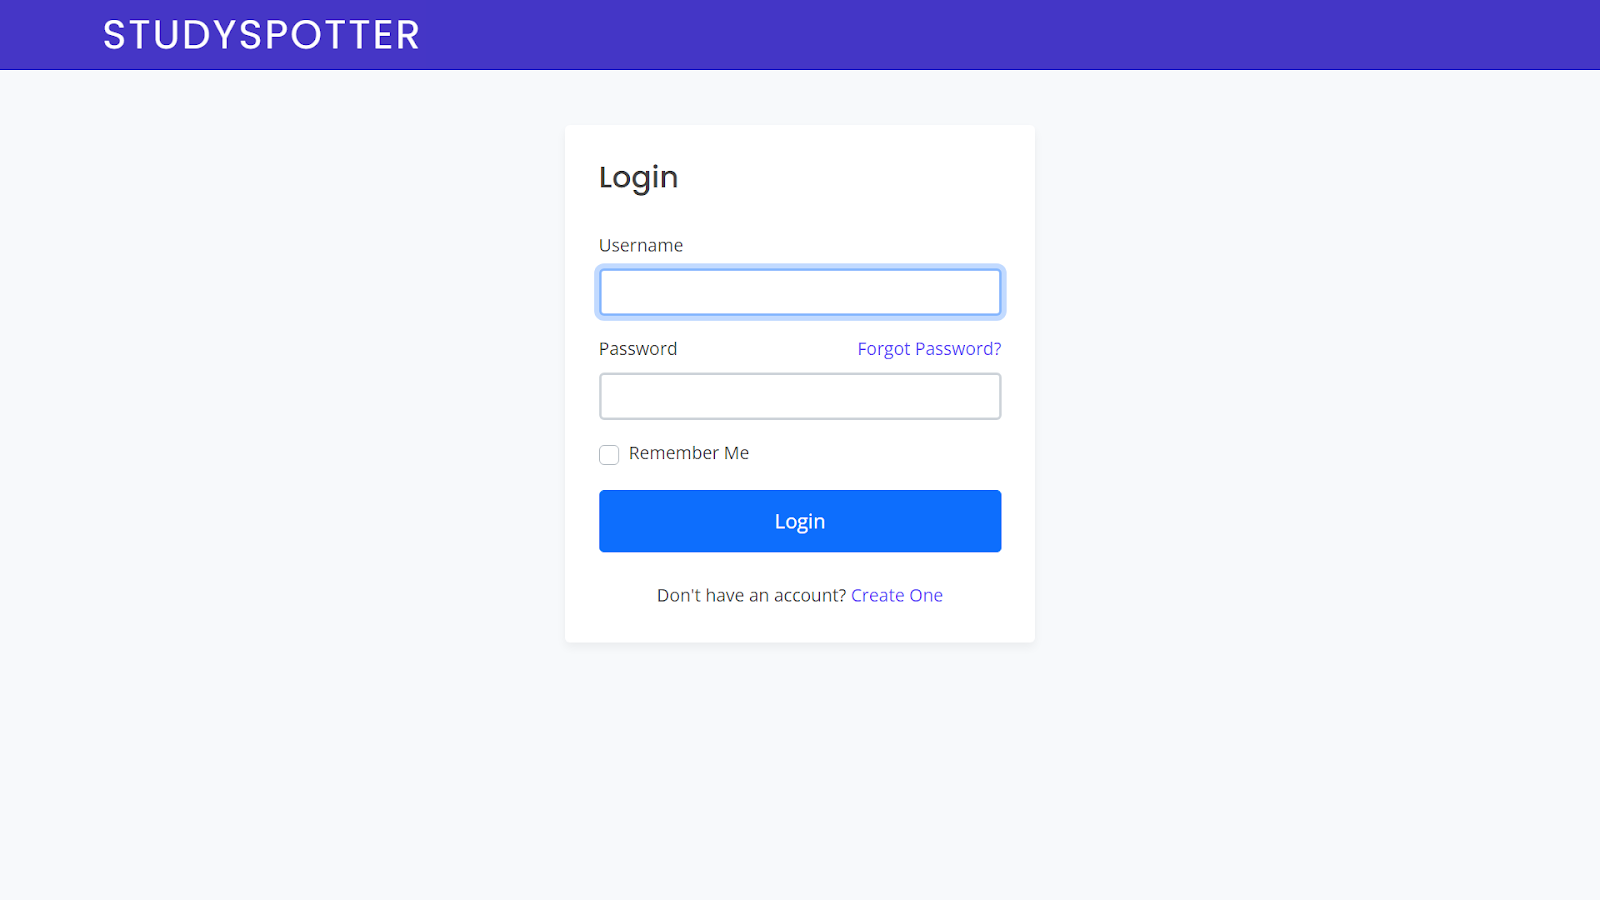 STUDYSPOTTER
Login
Username
Password Forgot Password?
Remember Me
Login
Don't have an account? Create One